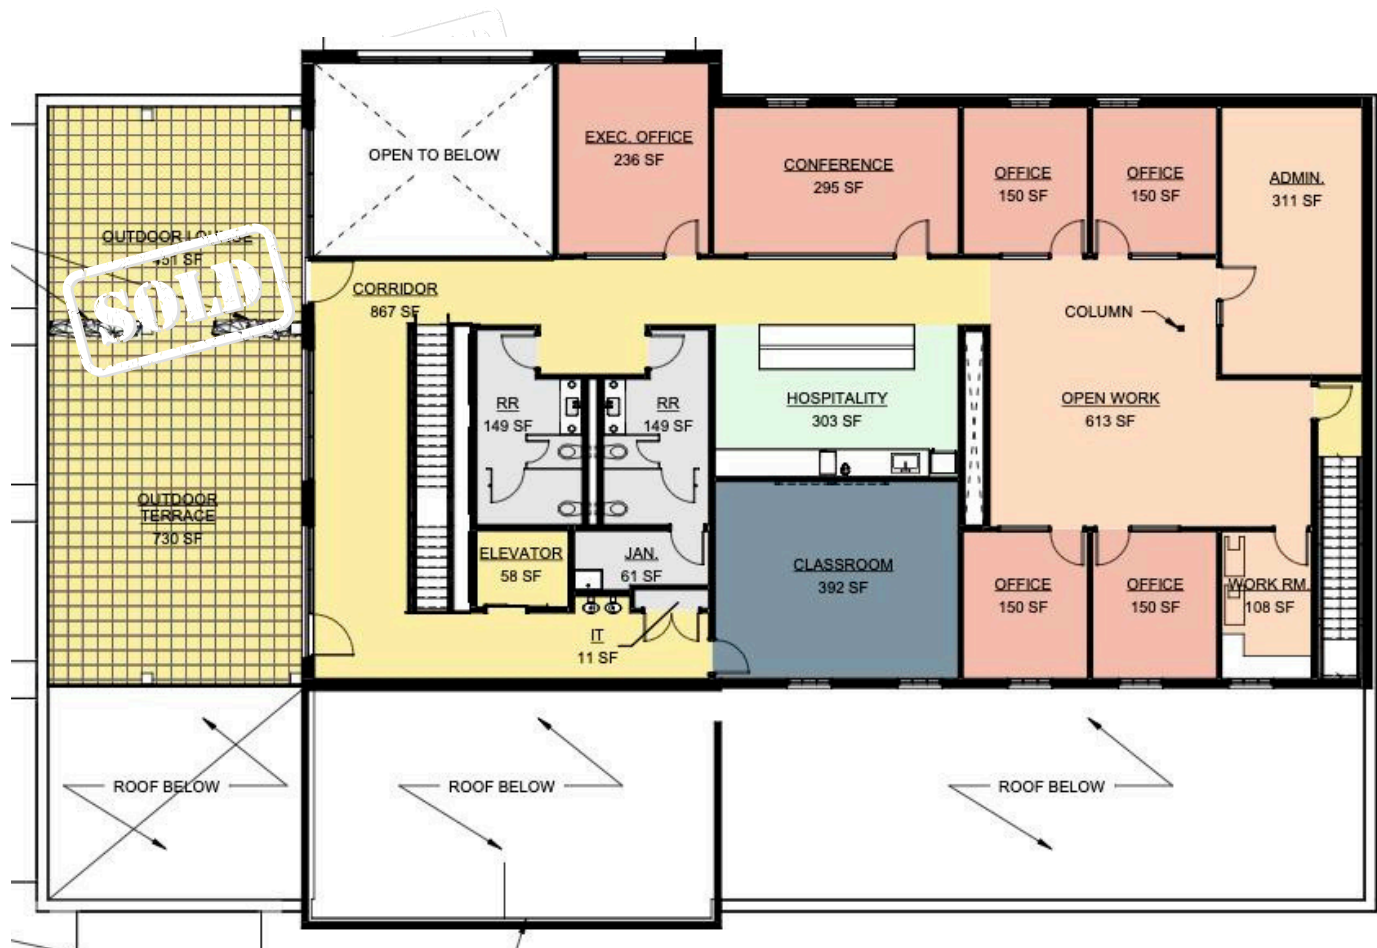 OPEN TO BELOW
EXEC. OFFICE
236 SF
CONFERENCE
295 SF
OFFICE
150 SF
OFFICE
150 SF
ADMIN.
311 SF
OUTDOOR LOUNGE
SOLD
CORRIDOR
867 SF
COLUMN
RR
149 SF
RR
149 SF
HOSPITALITY
303 SF
OPEN WORK
613 SF
OUTDOOR
TERRACE
730 SF
ELEVATOR
58 SF
JAN.
61 SF
CLASSROOM
392 SF
OFFICE
150 SF
OFFICE
150 SF
WORK RM.
108 SF
IT
11 SF
ROOF BELOW
ROOF BELOW
ROOF BELOW